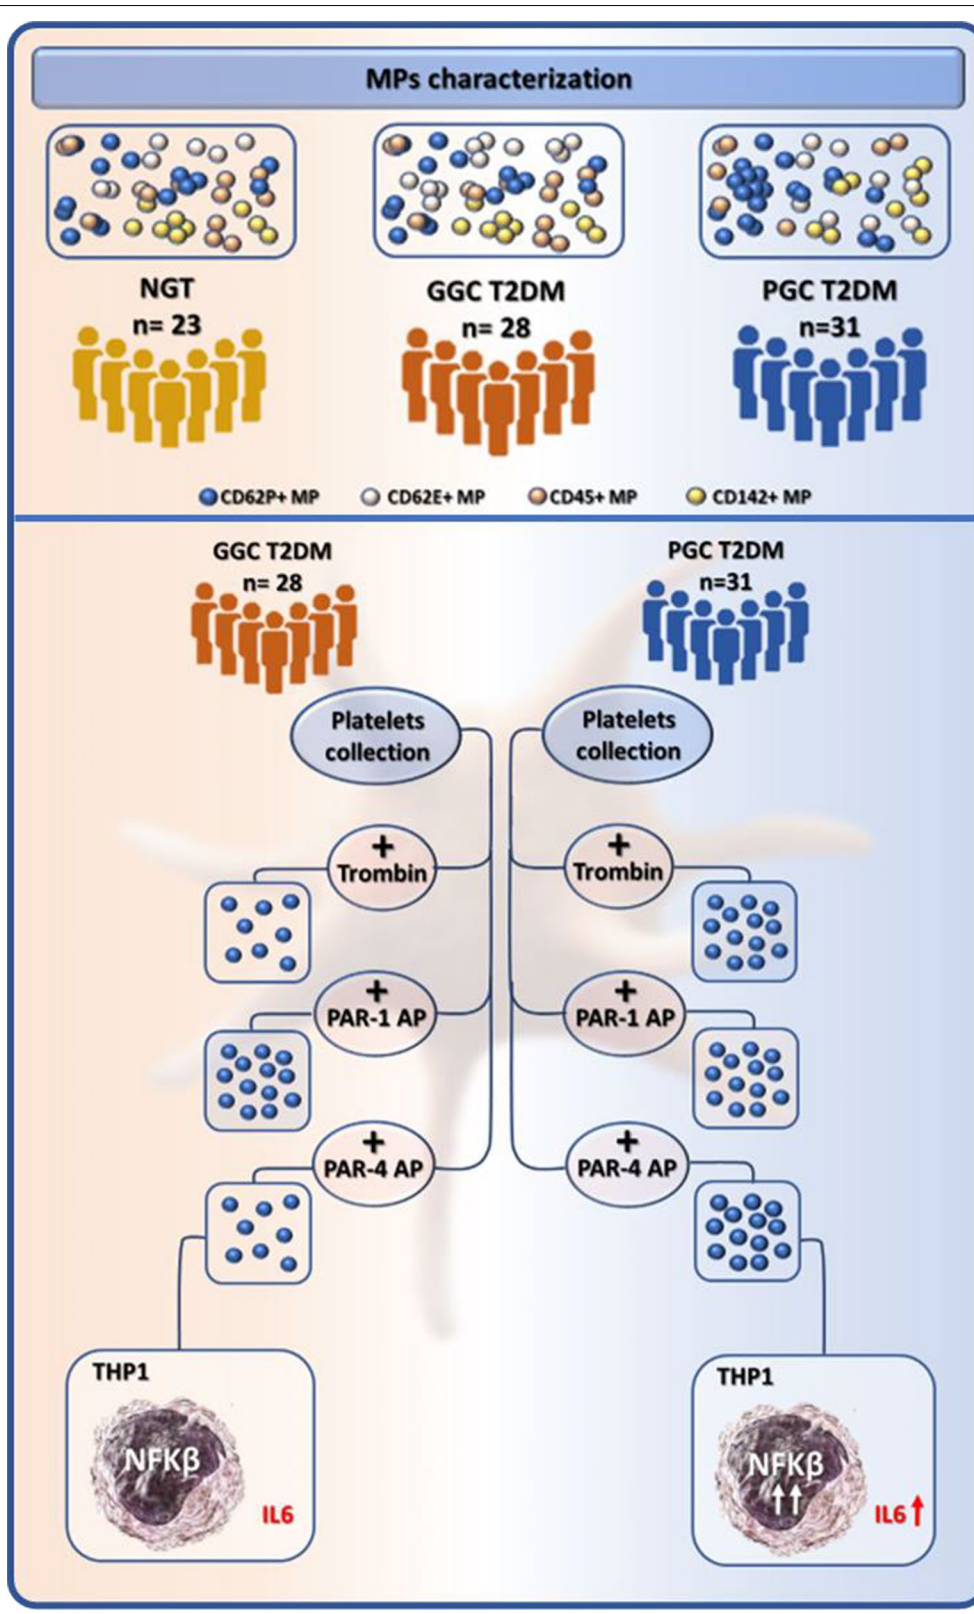 MPs characterization
NGT
n= 23
GGC T2DM
n= 28
PGC T2DM
n=31
CD62P+ MP CD62E+ MP CD45+ MP CD142+ MP
GGC T2DM
n= 28
PGC T2DM
n=31
Platelets
collection
Platelets
collection
+
Trombin
+
Trombin
+
PAR-1 AP
+
PAR-1 AP
+
PAR-4 AP
+
PAR-4 AP
THP1
NFKβ
IL6
THP1
NFKβ
↑↑
IL6↑